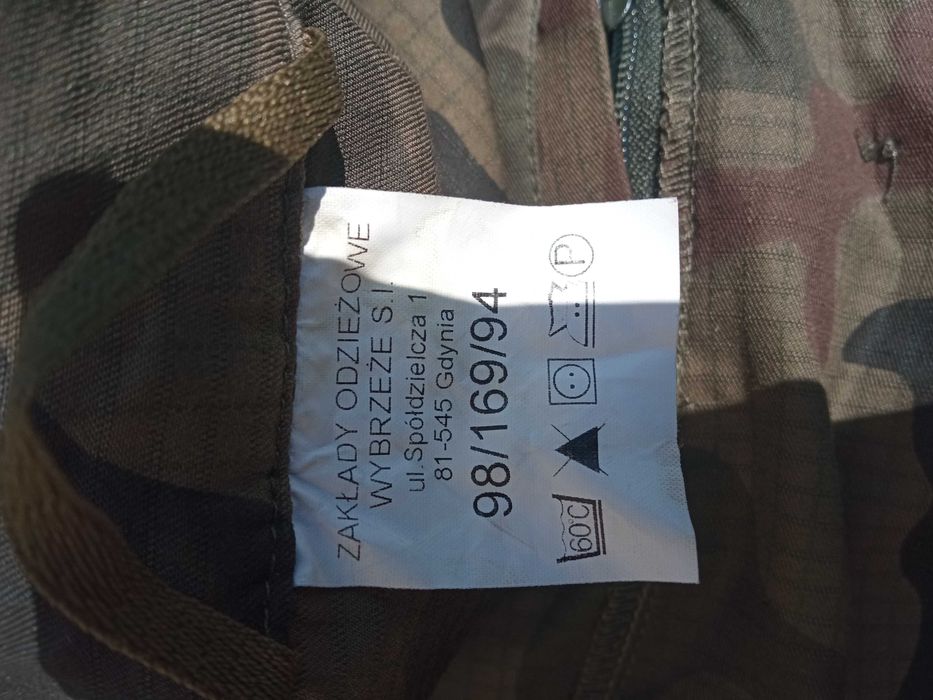 ZAKŁADY ODZIEŻOWE
WYBRZEŻE S.I.
ul.Spółdzielcza 1
81-545 Gdynia
98/169/94
60°C P